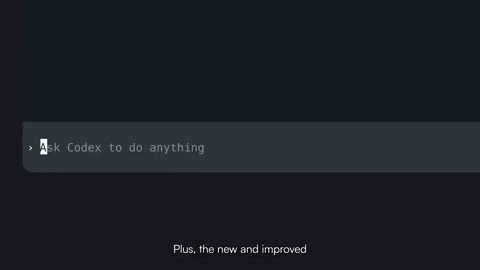 › Ask Codex to do anything
Plus, the new and improved